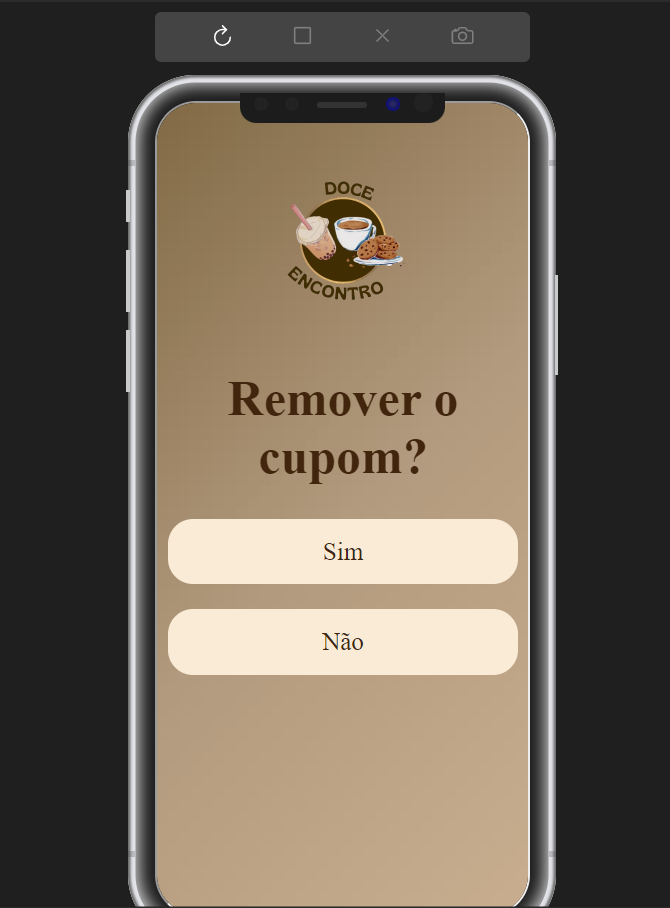 DOCE
ENCONTRO
Remover o
cupom?
Sim
Não